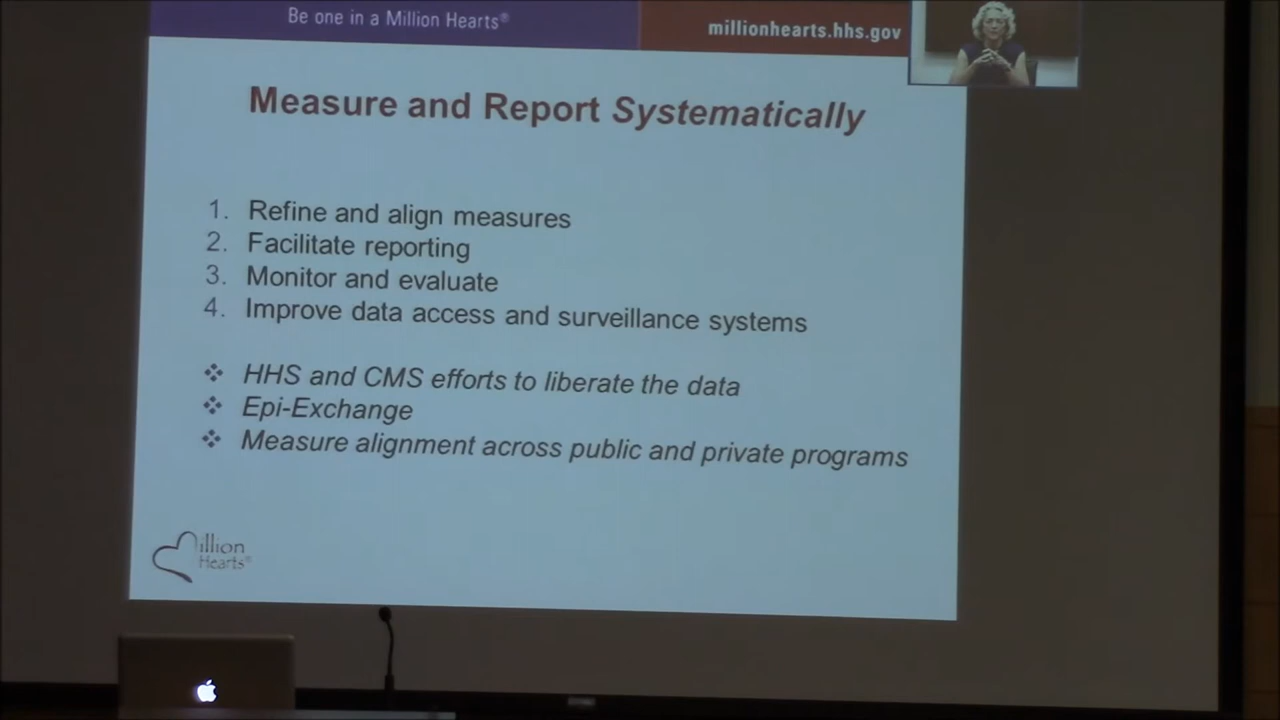 Be one in a Million Hearts®
millionhearts.hhs.gov
Measure and Report Systematically
1. Refine and align measures
2. Facilitate reporting
3. Monitor and evaluate
4. Improve data access and surveillance systems
❖ HHS and CMS efforts to liberate the data
❖ Epi-Exchange
❖ Measure alignment across public and private programs
Million
Hearts®